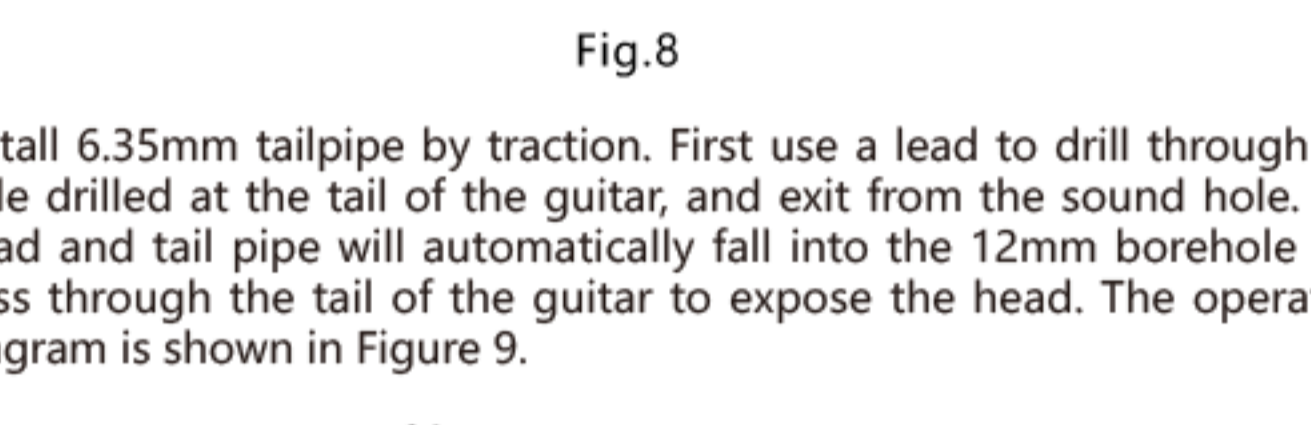 Fig.8
tall 6.35mm tailpipe by traction. First use a lead to drill through
le drilled at the tail of the guitar, and exit from the sound hole.
ad and tail pipe will automatically fall into the 12mm borehole
ss through the tail of the guitar to expose the head. The opera
gram is shown in Figure 9.